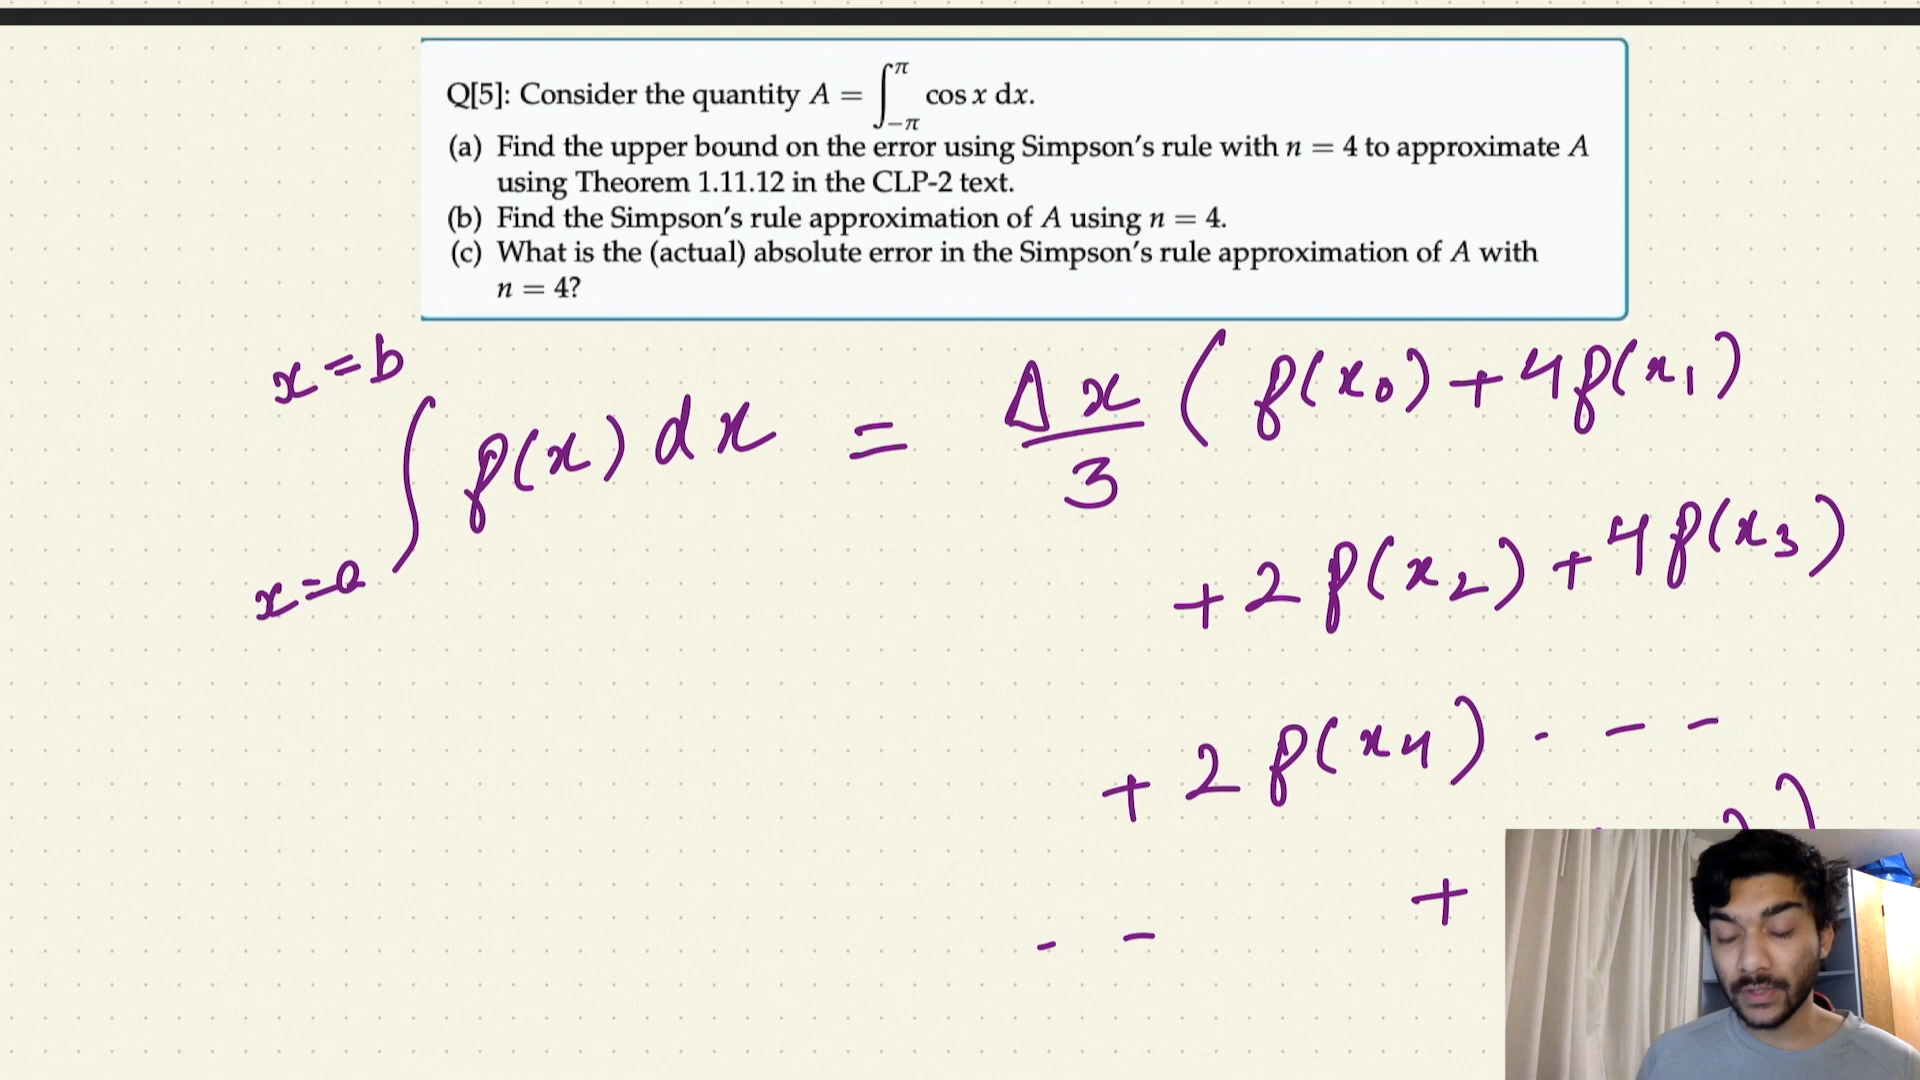 Q[5]: Consider the quantity A = ∫_{-π}^{π} cos x dx.
(a) Find the upper bound on the error using Simpson's rule with n = 4 to approximate A
using Theorem 1.11.12 in the CLP-2 text.
(b) Find the Simpson's rule approximation of A using n = 4.
(c) What is the (actual) absolute error in the Simpson's rule approximation of A with
n = 4?
∫_{x=a}^{x=b} f(x) dx = Δx/3 ( f(x₀) + 4f(x₁)
+ 2f(x₂) + 4f(x₃)
+ 2f(x₄) - - -
- - +